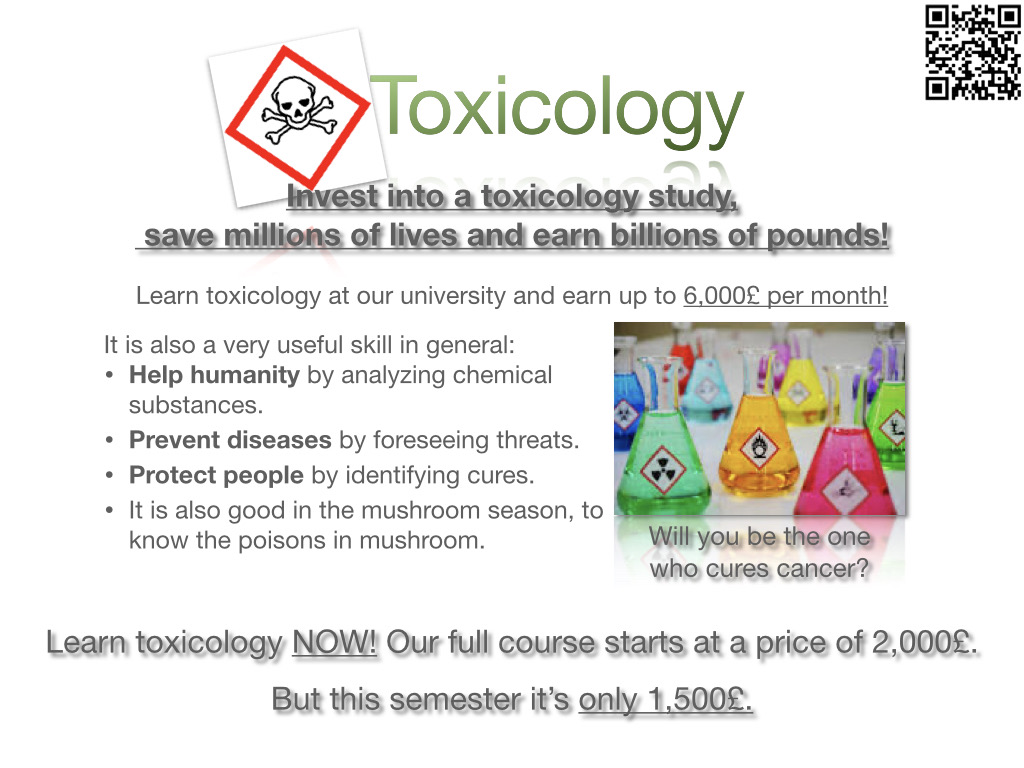 Toxicology
Invest into a toxicology study,
save millions of lives and earn billions of pounds!
Learn toxicology at our university and earn up to 6,000£ per month!
It is also a very useful skill in general:
• Help humanity by analyzing chemical
substances.
• Prevent diseases by foreseeing threats.
• Protect people by identifying cures.
• It is also good in the mushroom season, to
know the poisons in mushroom.
Will you be the one
who cures cancer?
Learn toxicology NOW! Our full course starts at a price of 2,000£.
But this semester it’s only 1,500£.